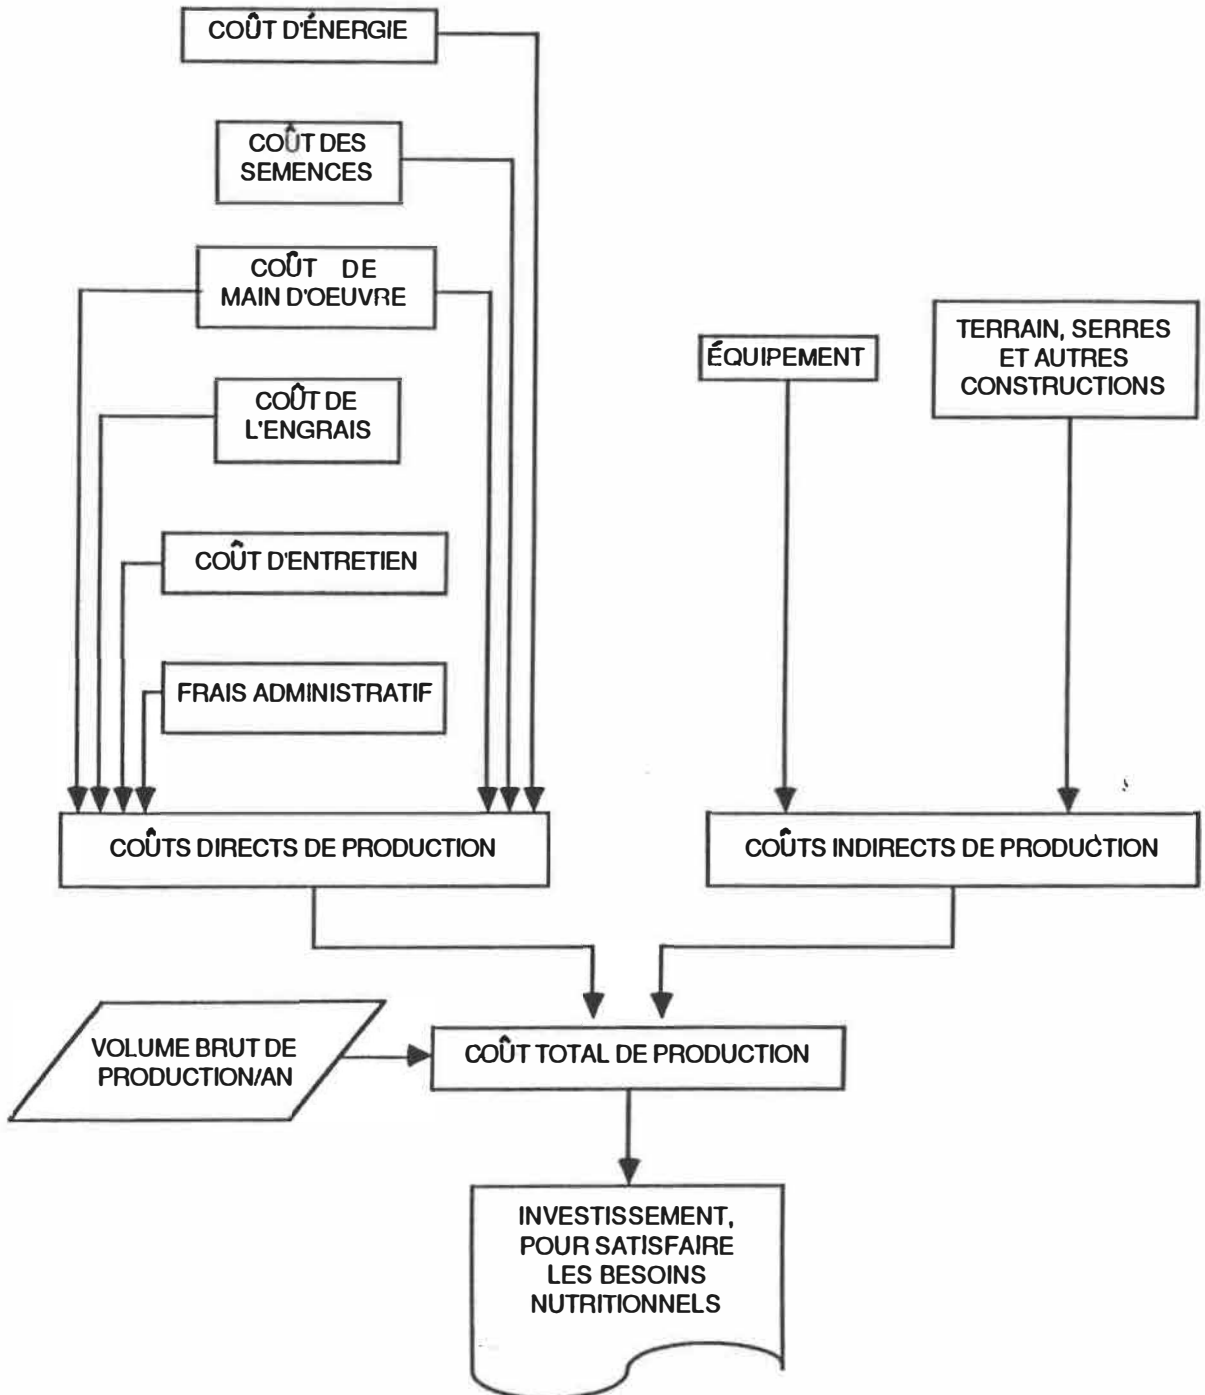 COÛT D'ÉNERGIE
COÛT DES
SEMENCES
COÛT DE
MAIN D'OEUVRE
COÛT DE
L'ENGRAIS
COÛT D'ENTRETIEN
FRAIS ADMINISTRATIF
ÉQUIPEMENT
TERRAIN, SERRES
ET AUTRES
CONSTRUCTIONS
COÛTS DIRECTS DE PRODUCTION
COÛTS INDIRECTS DE PRODUCTION
VOLUME BRUT DE
PRODUCTION/AN
COÛT TOTAL DE PRODUCTION
INVESTISSEMENT,
POUR SATISFAIRE
LES BESOINS
NUTRITIONNELS